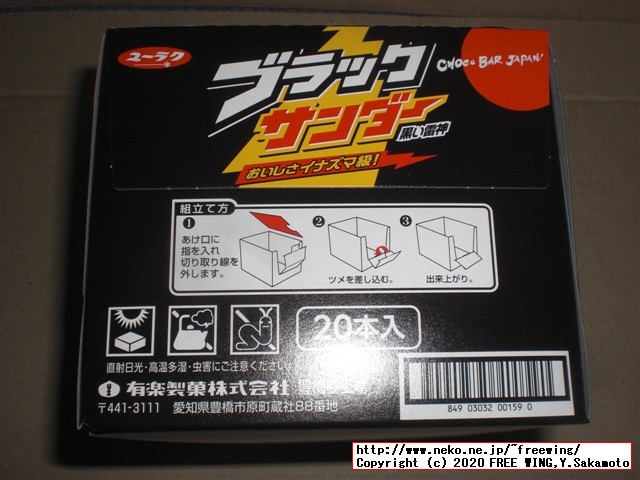 ユーラク
ブラック
サンダー
黒い雷神
おいしさイナズマ級!
CHOCO BAR JAPAN!
組立て方
1
あけ口に
指を入れ
切り取り線を
外します。
2
ツメを差し込む。
3
出来上がり。
直射日光・高温多湿・虫害にご注意ください。
20本入
有楽製菓株式会社
〒441-3111 愛知県豊橋市原町蔵社88番地
849 03032 00159 0
http://www.neko.ne.jp/~freewing/
Copyright (c) 2020 FREE WING,Y.Sakamoto